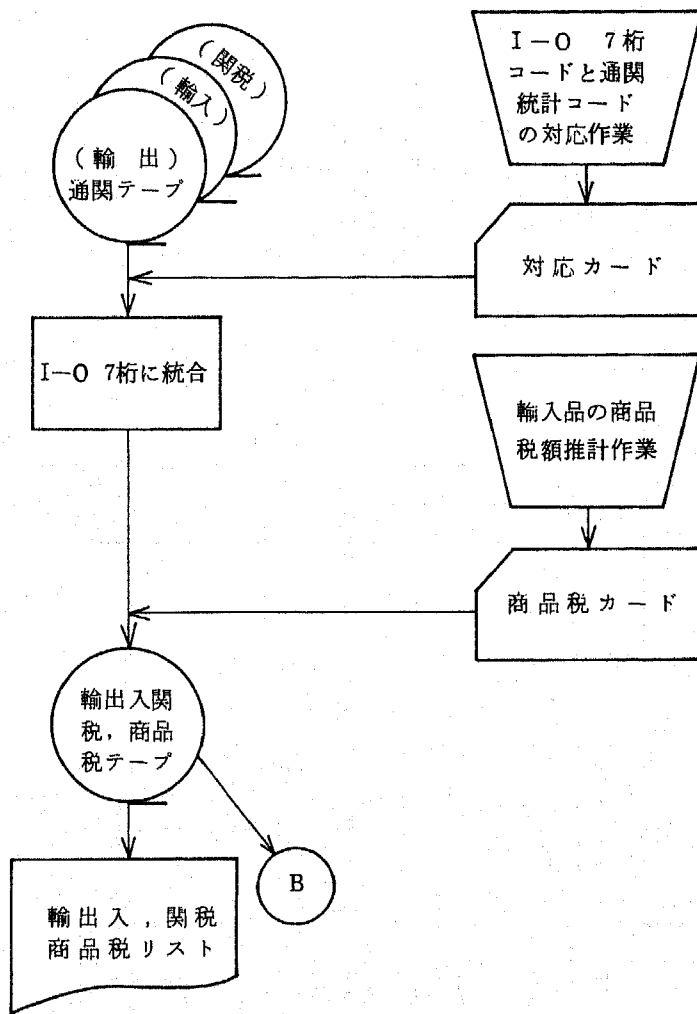 (関税)
(輸入)
(輸 出)
通関テープ
I-O 7桁
コードと通関
統計コード
の対応作業
対応カード
I-O 7桁に統合
輸入品の商品
税額推計作業
商品税カード
輸出入関
税,商品
税テープ
B
輸出入,関税
商品税リスト